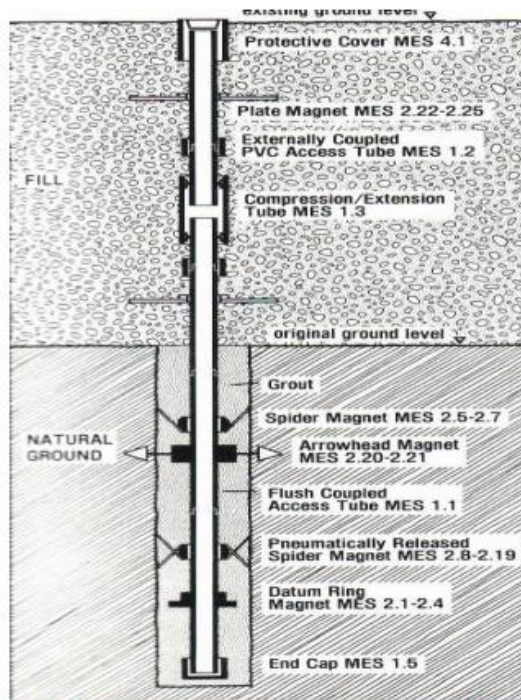 existing ground level
Protective Cover MES 4.1
Plate Magnet MES 2.22-2.25
Externally Coupled
PVC Access Tube MES 1.2
FILL
Compression/Extension
Tube MES 1.3
original ground level
Grout
Spider Magnet MES 2.5-2.7
NATURAL
GROUND
Arrowhead Magnet
MES 2.20-2.21
Flush Coupled
Access Tube MES 1.1
Pneumatically Released
Spider Magnet MES 2.8-2.19
Datum Ring
Magnet MES 2.1-2.4
End Cap MES 1.5